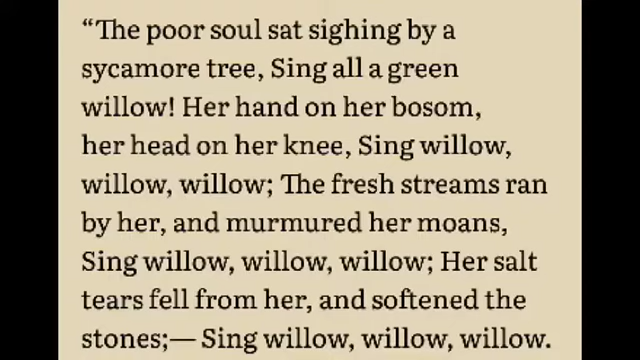 “The poor soul sat sighing by a
sycamore tree, Sing all a green
willow! Her hand on her bosom,
her head on her knee, Sing willow,
willow, willow; The fresh streams ran
by her, and murmured her moans,
Sing willow, willow, willow; Her salt
tears fell from her, and softened the
stones;— Sing willow, willow, willow.